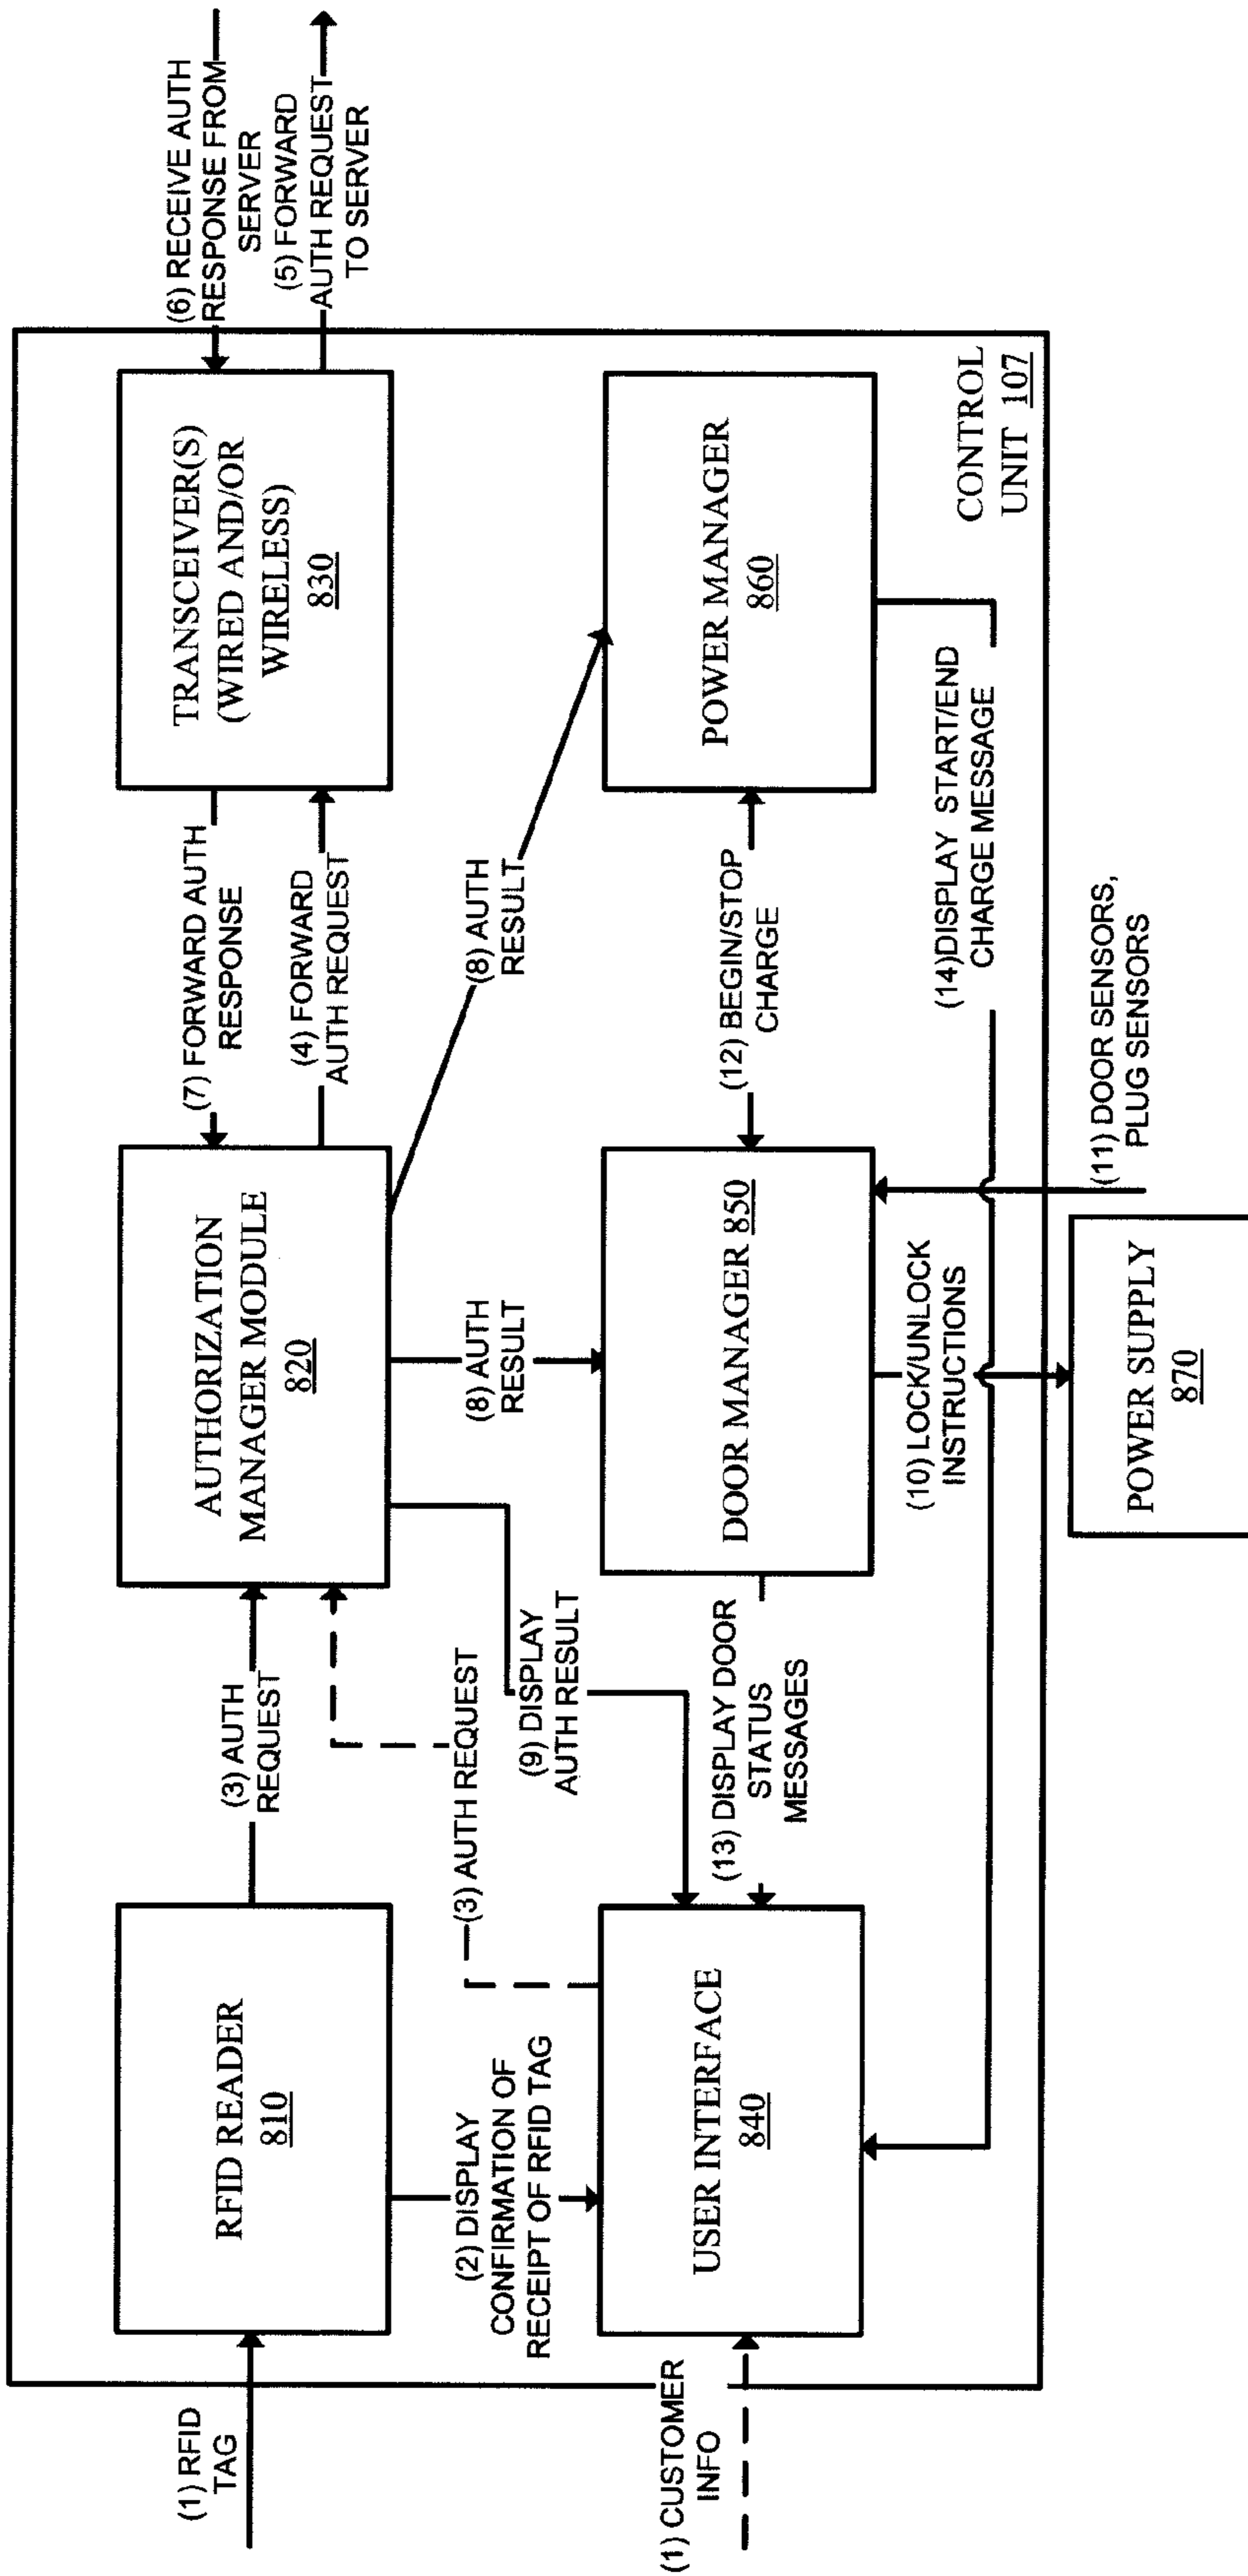 (1) RFID
TAG
RFID READER
810
(3) AUTH
REQUEST
AUTHORIZATION
MANAGER MODULE
820
(7) FORWARD AUTH
RESPONSE
(4) FORWARD
AUTH REQUEST
TRANSCEIVER(S)
(WIRED AND/OR
WIRELESS)
830
(6) RECEIVE AUTH
RESPONSE FROM
SERVER
(5) FORWARD
AUTH REQUEST
TO SERVER
(2) DISPLAY
CONFIRMATION OF
RECEIPT OF RFID TAG
(3) AUTH REQUEST
(9) DISPLAY
AUTH RESULT
(8) AUTH
RESULT
(8) AUTH
RESULT
(1) CUSTOMER
INFO
USER INTERFACE
840
(13) DISPLAY DOOR
STATUS
MESSAGES
DOOR MANAGER 850
(12) BEGIN/STOP
CHARGE
POWER MANAGER
860
(10) LOCK/UNLOCK
INSTRUCTIONS
(14)DISPLAY START/END
CHARGE MESSAGE
CONTROL
UNIT 107
(11) DOOR SENSORS,
PLUG SENSORS
POWER SUPPLY
870